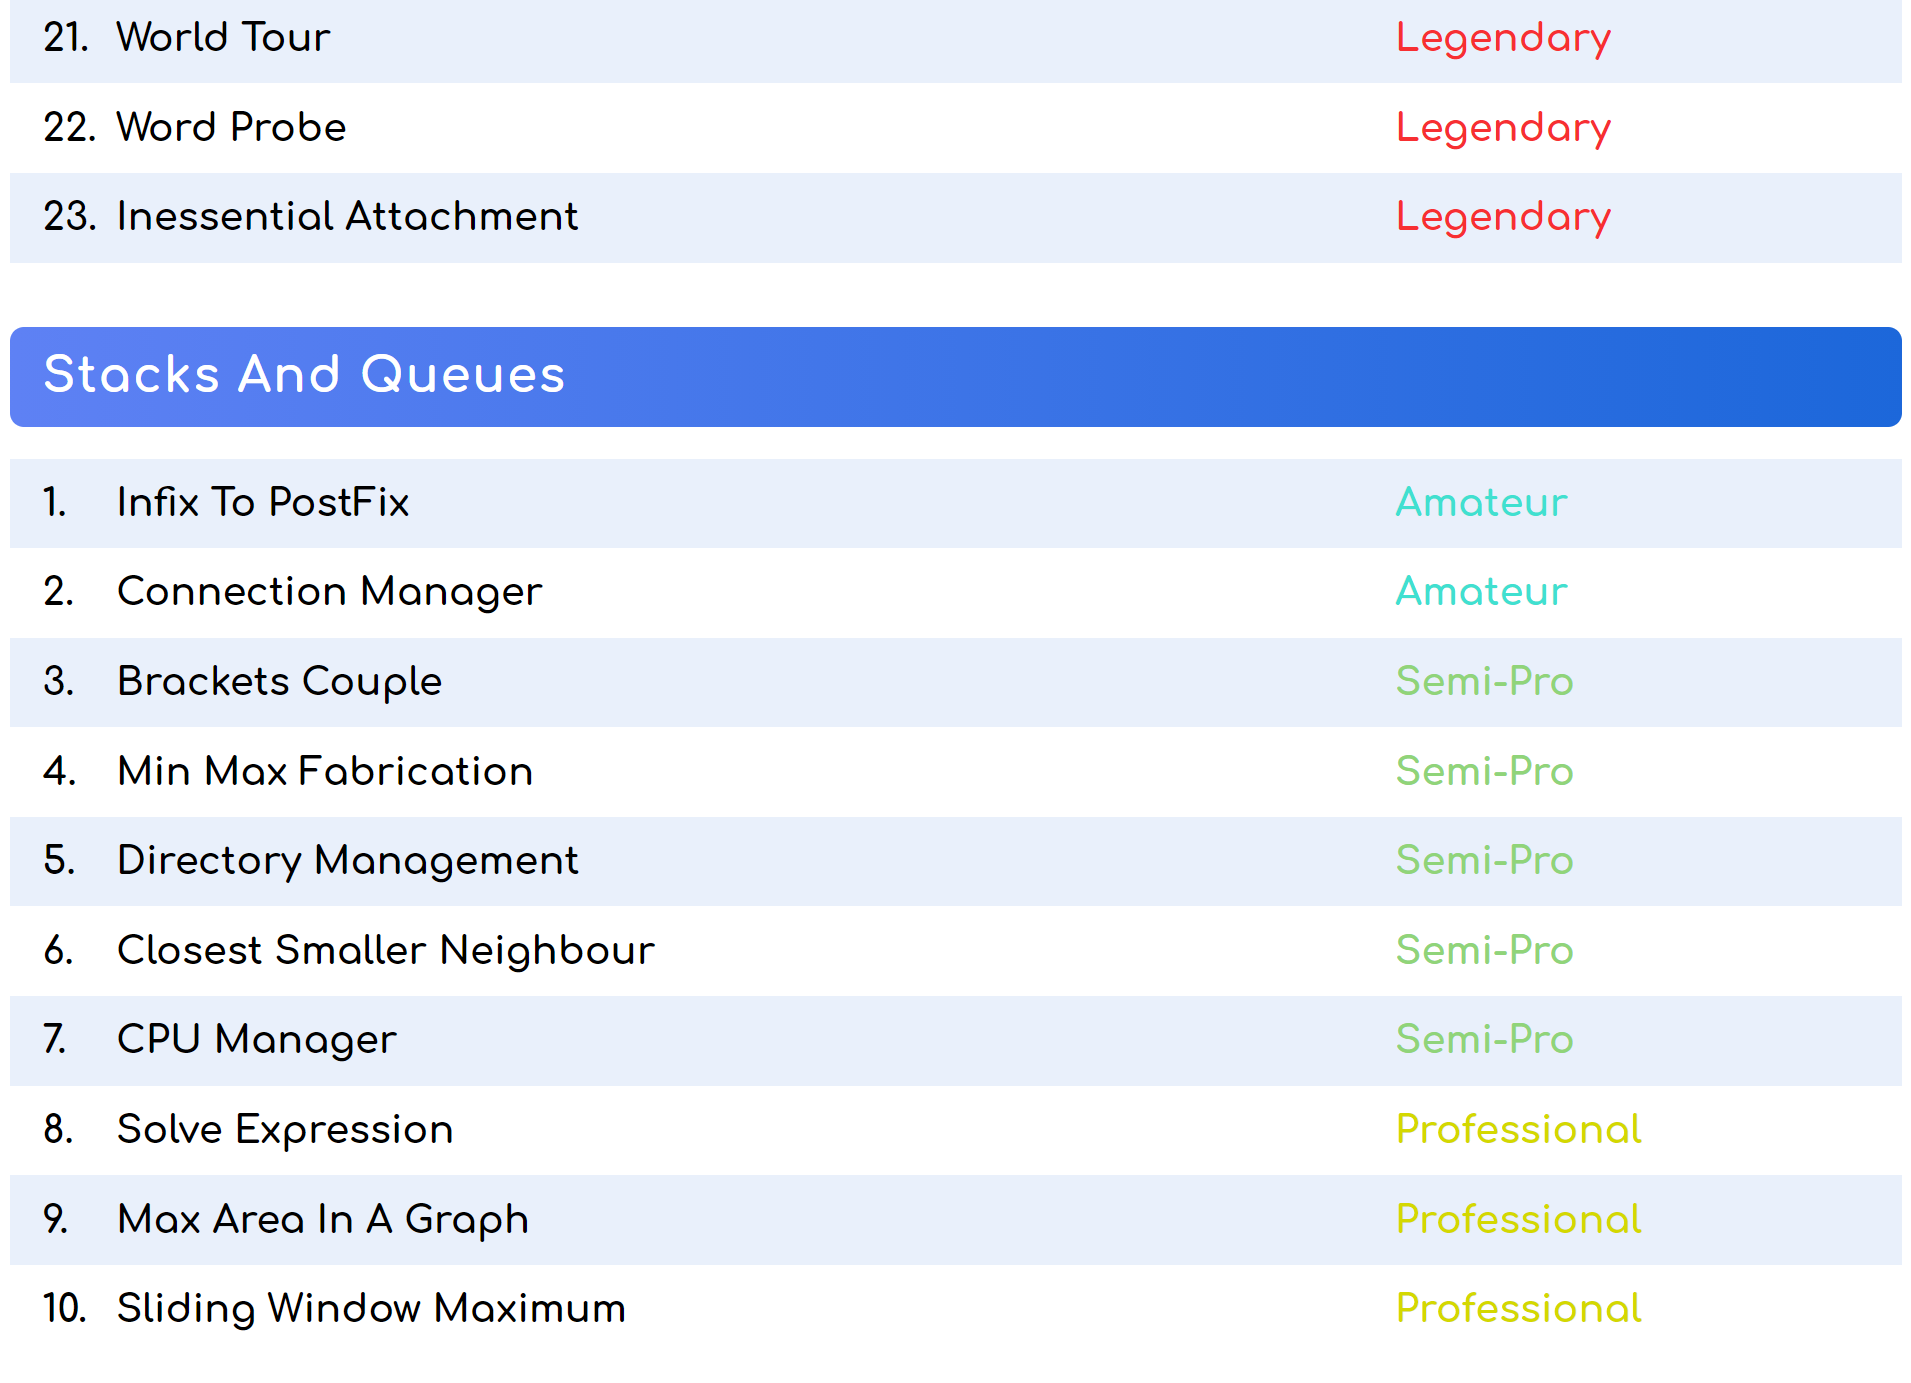 21. World Tour Legendary
22. Word Probe Legendary
23. Inessential Attachment Legendary
Stacks And Queues
1. Infix To PostFix Amateur
2. Connection Manager Amateur
3. Brackets Couple Semi-Pro
4. Min Max Fabrication Semi-Pro
5. Directory Management Semi-Pro
6. Closest Smaller Neighbour Semi-Pro
7. CPU Manager Semi-Pro
8. Solve Expression Professional
9. Max Area In A Graph Professional
10. Sliding Window Maximum Professional